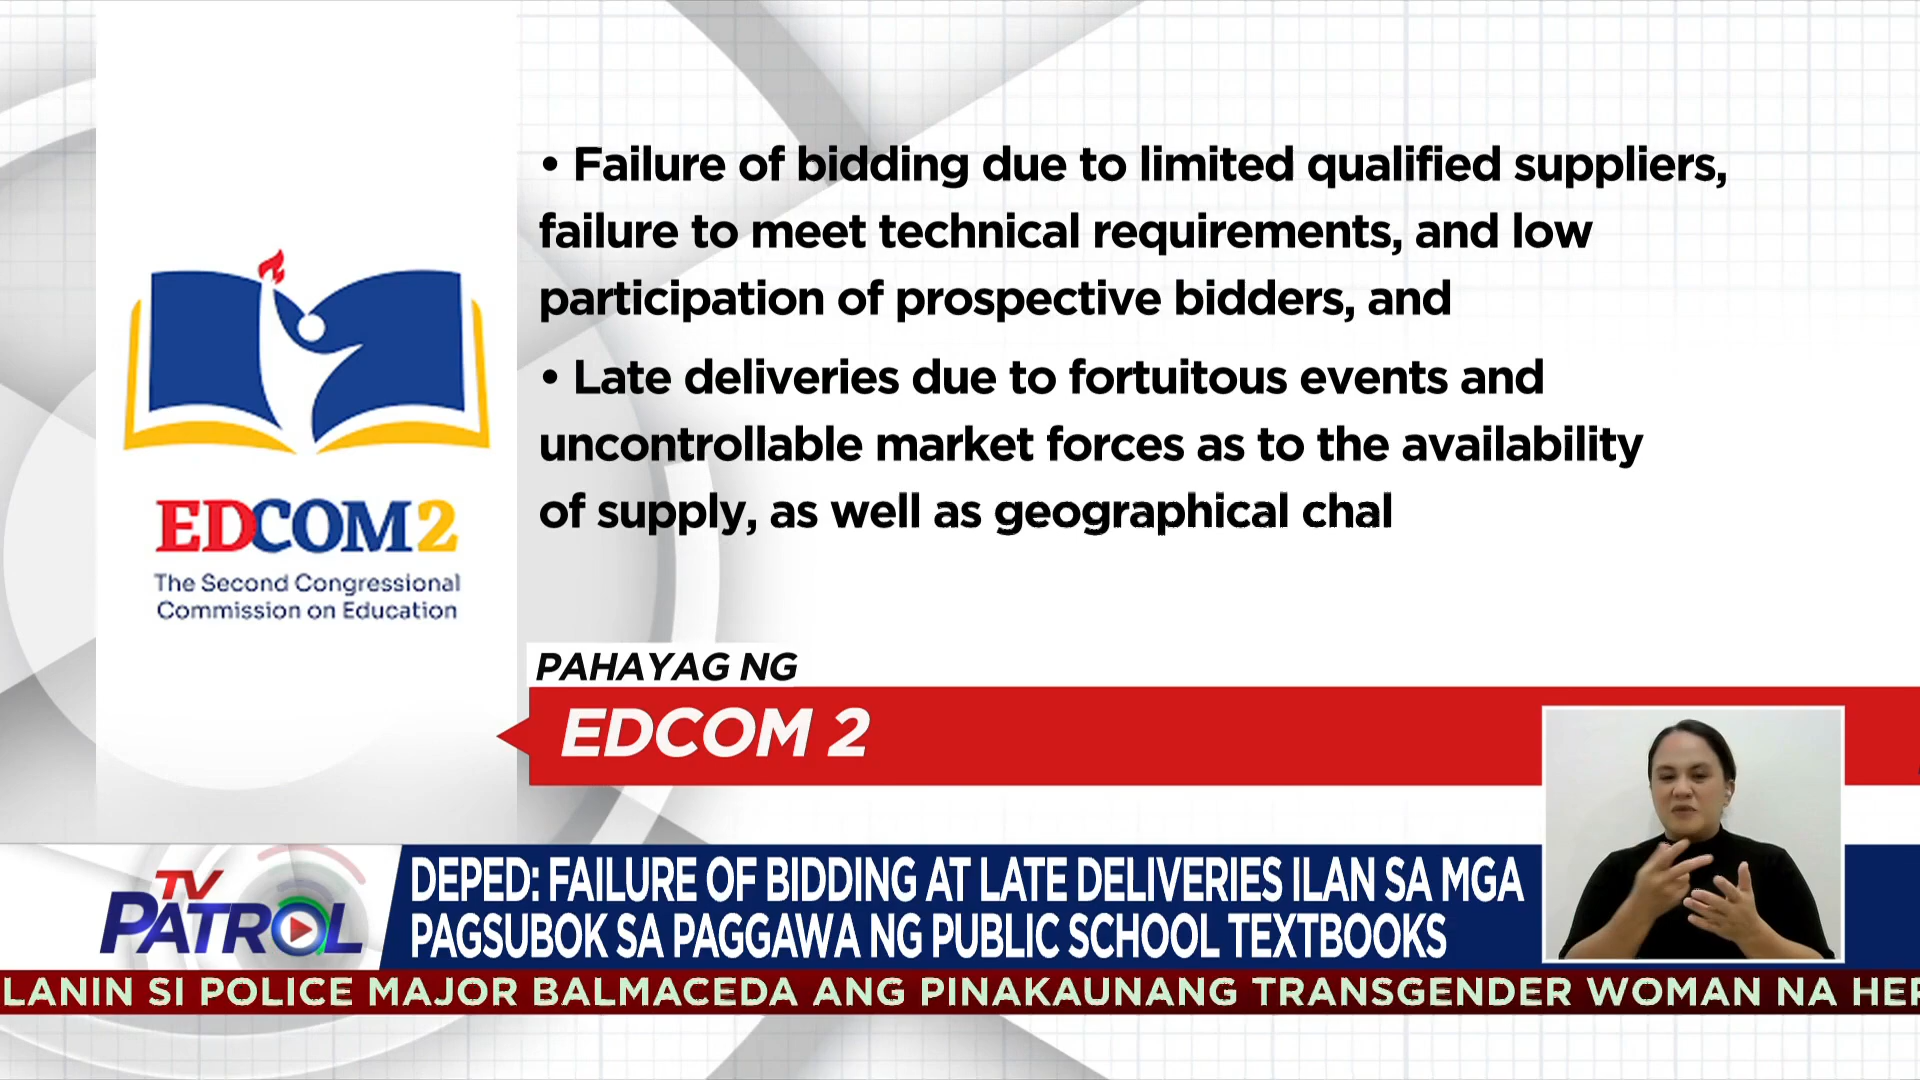 • Failure of bidding due to limited qualified suppliers,
failure to meet technical requirements, and low
participation of prospective bidders, and
• Late deliveries due to fortuitous events and
uncontrollable market forces as to the availability
of supply, as well as geographical chal
EDCOM2
The Second Congressional
Commission on Education
PAHAYAG NG
EDCOM 2
TV
PATROL
DEPED: FAILURE OF BIDDING AT LATE DELIVERIES ILAN SA MGA
PAGSUBOK SA PAGGAWA NG PUBLIC SCHOOL TEXTBOOKS
LANIN SI POLICE MAJOR BALMACEDA ANG PINAKAUNANG TRANSGENDER WOMAN NA